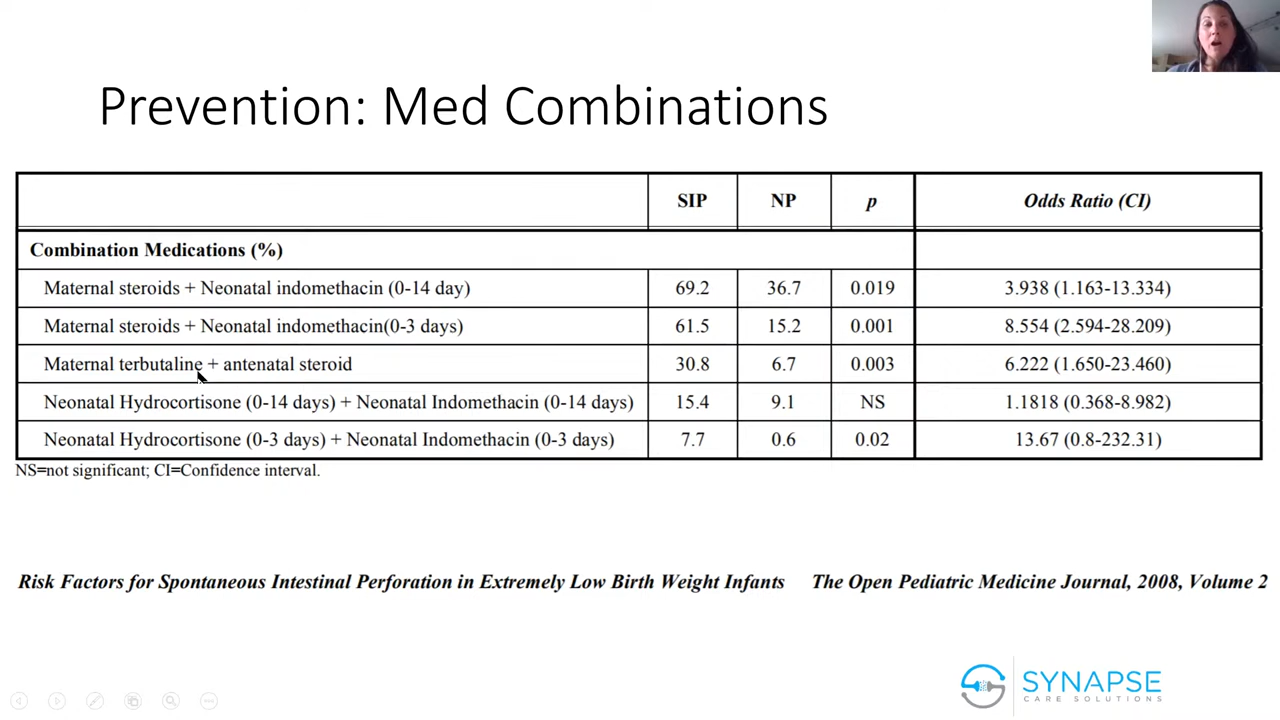 Prevention: Med Combinations
SIP NP p Odds Ratio (CI)
Combination Medications (%)
Maternal steroids + Neonatal indomethacin (0-14 day) 69.2 36.7 0.019 3.938 (1.163-13.334)
Maternal steroids + Neonatal indomethacin(0-3 days) 61.5 15.2 0.001 8.554 (2.594-28.209)
Maternal terbutaline + antenatal steroid 30.8 6.7 0.003 6.222 (1.650-23.460)
Neonatal Hydrocortisone (0-14 days) + Neonatal Indomethacin (0-14 days) 15.4 9.1 NS 1.1818 (0.368-8.982)
Neonatal Hydrocortisone (0-3 days) + Neonatal Indomethacin (0-3 days) 7.7 0.6 0.02 13.67 (0.8-232.31)
NS=not significant; CI=Confidence interval.
Risk Factors for Spontaneous Intestinal Perforation in Extremely Low Birth Weight Infants The Open Pediatric Medicine Journal, 2008, Volume 2
SYNAPSE
CARE SOLUTIONS